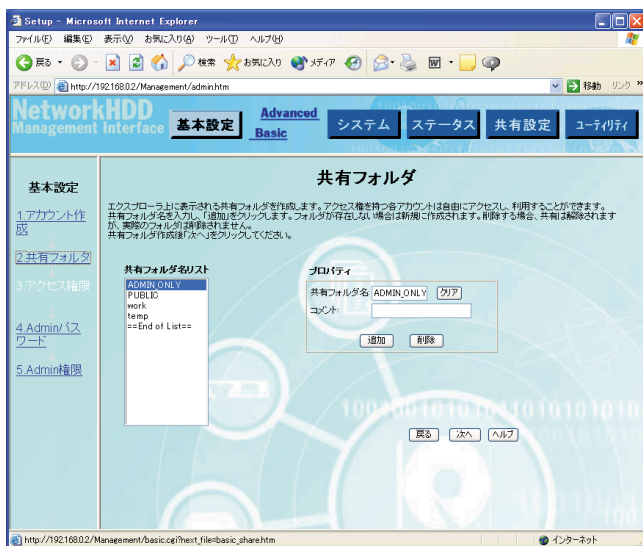 Setup - Microsoft Internet Explorer
ファイル(F) 編集(E) 表示(V) お気に入り(A) ツール(T) ヘルプ(H)
戻る 検索 お気に入り メディア
アドレス(D) http://192.168.0.2/Management/admin.htm 移動 リンク »
NetworkHDD
Management Interface
基本設定
Advanced
Basic
システム ステータス 共有設定 ユーティリティ
基本設定
1.アカウント作成
2.共有フォルダ
3.アクセス権限
4.Adminパスワード
5.Admin権限
共有フォルダ
エクスプローラ上に表示される共有フォルダを作成します。アクセス権を持つ各アカウントは自由にアクセスし、利用することができます。
共有フォルダ名を入力し、「追加」をクリックします。フォルダが存在しない場合は新規に作成されます。削除する場合、共有は解除されます
が、実際のフォルダは削除されません。
共有フォルダ作成後「次へ」をクリックしてください。
共有フォルダ名リスト
ADMIN_ONLY
PUBLIC
work
temp
==End of List==
プロパティ
共有フォルダ名: ADMIN_ONLY クリア
コメント:
追加 削除
戻る 次へ ヘルプ
http://192.168.0.2/Management/basic.cgi?next_file=basic_share.htm インターネット